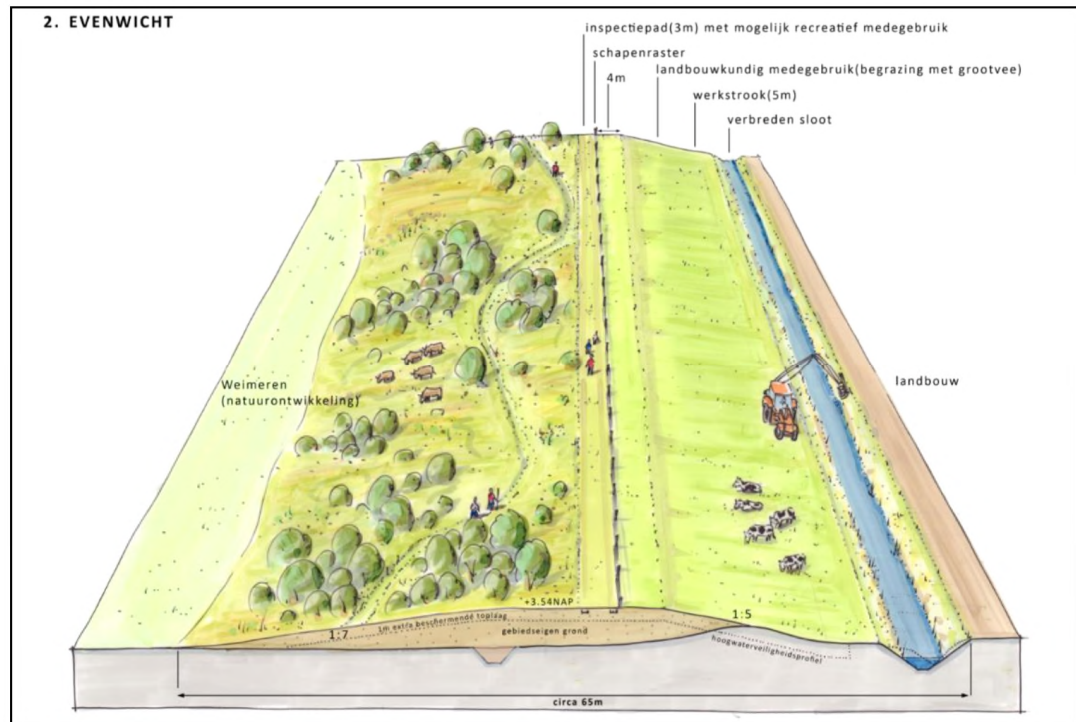 2. EVENWICHT
inspectiepad(3m) met mogelijk recreatief medegebruik
schapenraster
4m
landbouwkundig medegebruik(begrazing met grootvee)
werkstrook(5m)
verbreden sloot
Weimeren
(natuurontwikkeling)
landbouw
+3.54NAP
1m extra beschermende toplaag
1:7
gebiedseigen grond
1:5
hoogwaterveiligheidsprofiel
circa 65m